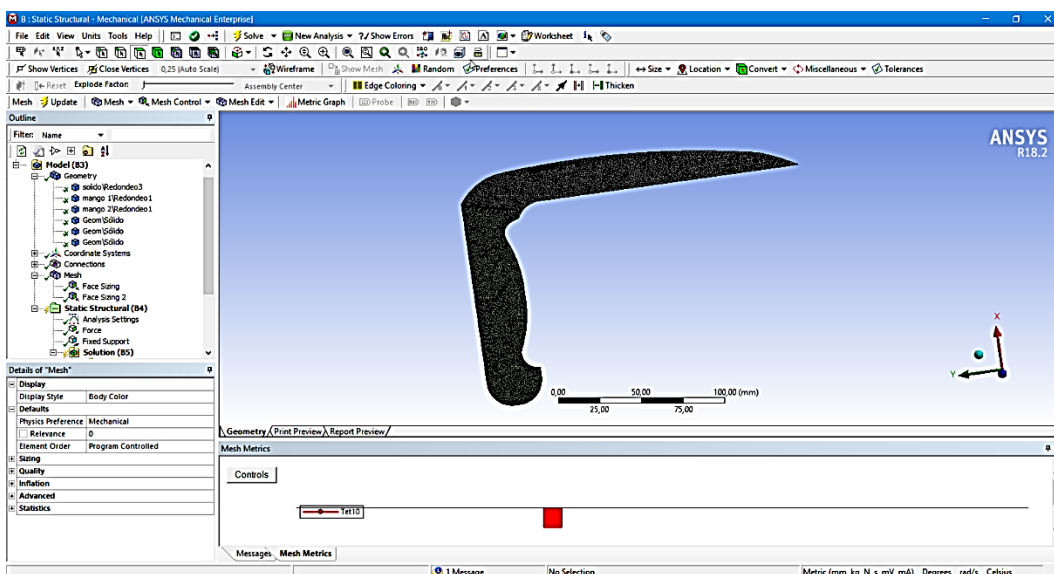 B : Static Structural - Mechanical [ANSYS Mechanical Enterprise]
File Edit View Units Tools Help Solve New Analysis ?/ Show Errors Worksheet
Show Vertices Close Vertices 0,25 (Auto Scale) Wireframe Show Mesh Random Preferences Size Location Convert Miscellaneous Tolerances
Reset Explode Factor: Assembly Center Edge Coloring Thicken
Mesh Update Mesh Mesh Control Mesh Edit Metric Graph Probe
Outline
Filter: Name
Model (B3)
Geometry
solido\Redondeo3
mango 1\Redondeo1
mango 2\Redondeo1
Geom\Sólido
Geom\Sólido
Geom\Sólido
Coordinate Systems
Connections
Mesh
Face Sizing
Face Sizing 2
Static Structural (B4)
Analysis Settings
Force
Fixed Support
Solution (B5)
Details of "Mesh"
Display
Display Style Body Color
Defaults
Physics Preference Mechanical
Relevance 0
Element Order Program Controlled
Sizing
Quality
Inflation
Advanced
Statistics
ANSYS
R18.2
X
Y
0,00 50,00 100,00 (mm)
25,00 75,00
Geometry Print Preview Report Preview
Mesh Metrics
Controls
Tet10
Messages Mesh Metrics
1 Message No Selection Metric (mm, kg, N, s, mV, mA) Degrees rad/s Celsius